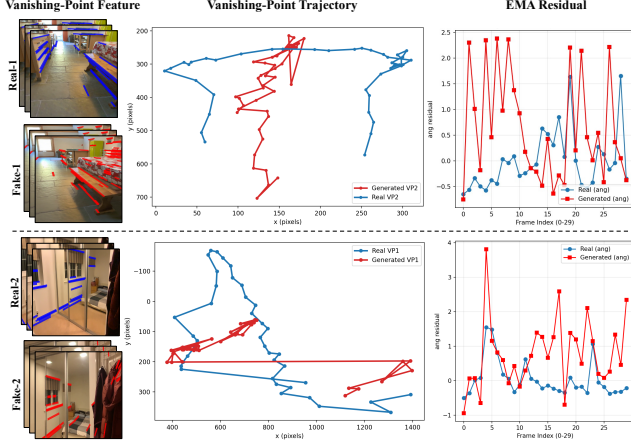 Vanishing-Point Feature
Vanishing-Point Trajectory
EMA Residual
Real-1
Fake-1
y (pixels)
200
300
400
500
600
700
Generated VP2
Real VP2
0
50
100
150
200
250
300
x (pixels)
ang residual
2.5
2.0
1.5
1.0
0.5
0.0
-0.5
Real (ang)
Generated (ang)
0
5
10
15
20
25
Frame Index (0-29)
Real-2
Fake-2
y (pixels)
−100
0
100
200
300
Real VP1
Generated VP1
400
600
800
1000
1200
1400
x (pixels)
ang residual
4
3
2
1
0
−1
Real (ang)
Generated (ang)
0
5
10
15
20
25
Frame Index (0-29)